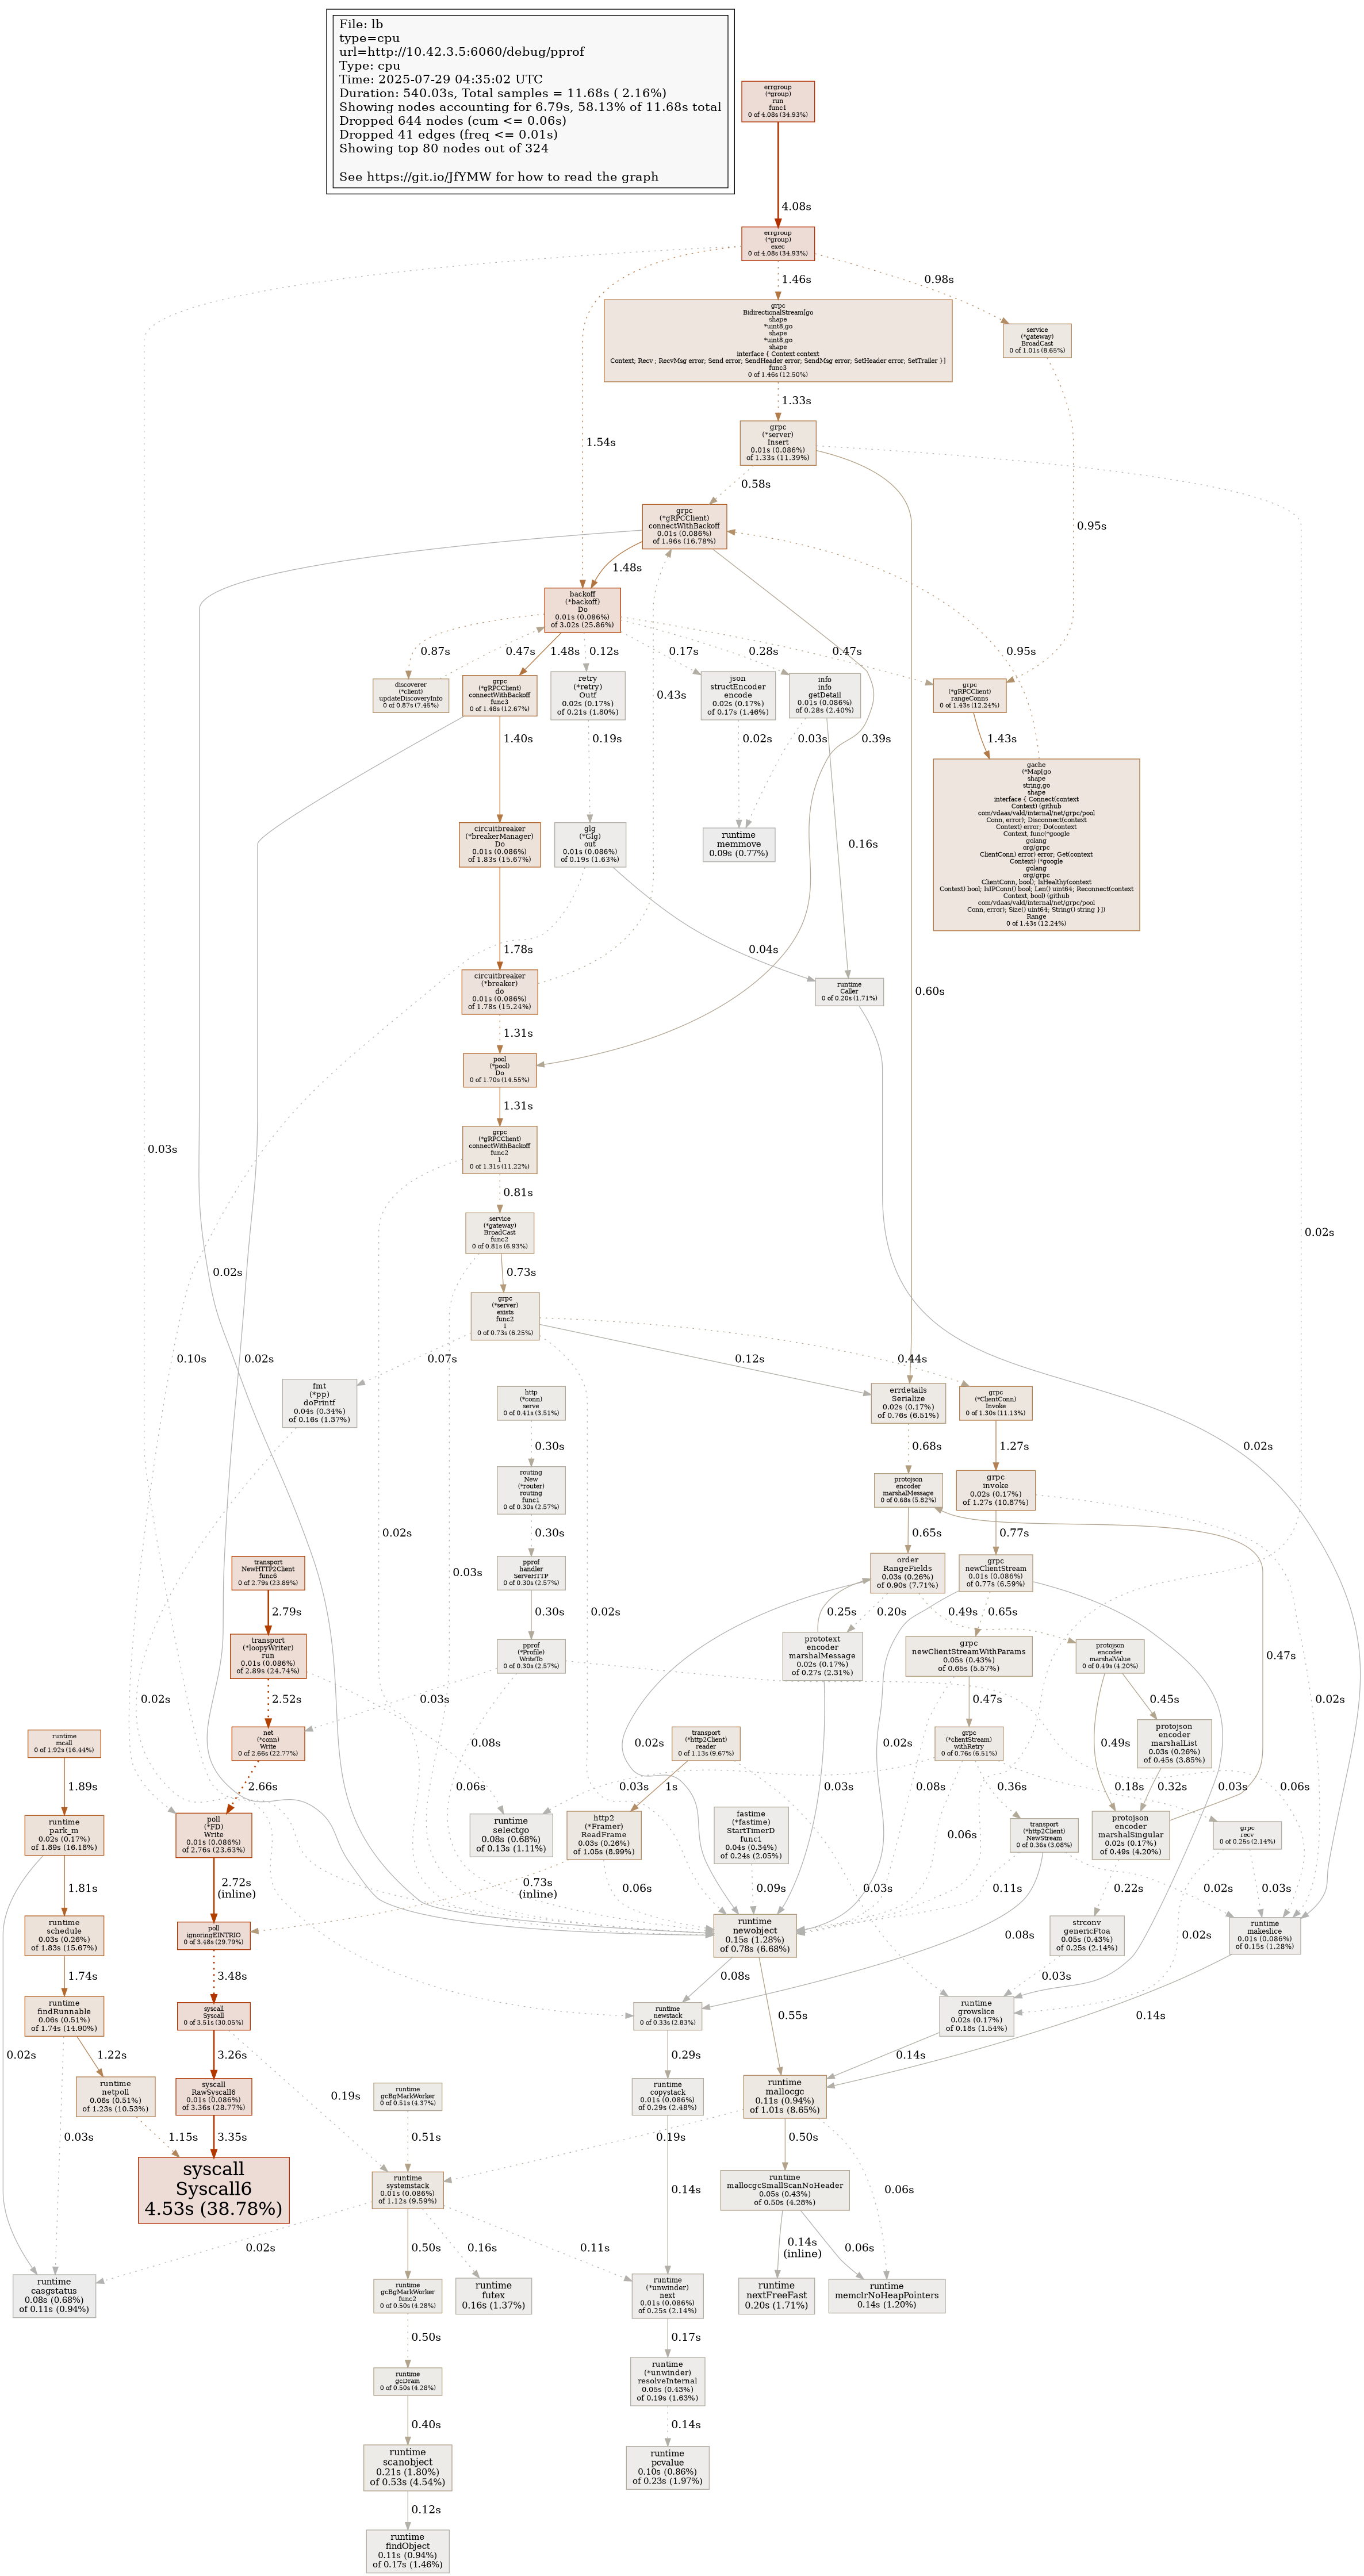 File: lb
type=cpu
url=http://10.42.3.5:6060/debug/pprof
Type: cpu
Time: 2025-07-29 04:35:02 UTC
Duration: 540.03s, Total samples = 11.68s ( 2.16%)
Showing nodes accounting for 6.79s, 58.13% of 11.68s total
Dropped 644 nodes (cum <= 0.06s)
Dropped 41 edges (freq <= 0.01s)
Showing top 80 nodes out of 324
See https://git.io/JfYMW for how to read the graph
errgroup
(*group)
run
func1
0 of 4.08s (34.93%)
4.08s
errgroup
(*group)
exec
0 of 4.08s (34.93%)
1.46s
0.98s
grpc
BidirectionalStream[go
shape
*uint8,go
shape
*uint8,go
shape
interface { Context context
Context; Recv ; RecvMsg error; Send error; SendHeader error; SendMsg error; SetHeader error; SetTrailer }]
func3
0 of 1.46s (12.50%)
service
(*gateway)
BroadCast
0 of 1.01s (8.65%)
1.33s
1.54s
grpc
(*server)
Insert
0.01s (0.086%)
of 1.33s (11.39%)
0.58s
0.95s
grpc
(*gRPCClient)
connectWithBackoff
0.01s (0.086%)
of 1.96s (16.78%)
1.48s
backoff
(*backoff)
Do
0.01s (0.086%)
of 3.02s (25.86%)
0.87s
0.47s
1.48s
0.12s
0.17s
0.28s
0.47s
0.95s
discoverer
(*client)
updateDiscoveryInfo
0 of 0.87s (7.45%)
grpc
(*gRPCClient)
connectWithBackoff
func3
0 of 1.48s (12.67%)
retry
(*retry)
Outf
0.02s (0.17%)
of 0.21s (1.80%)
0.43s
json
structEncoder
encode
0.02s (0.17%)
of 0.17s (1.46%)
info
info
getDetail
0.01s (0.086%)
of 0.28s (2.40%)
grpc
(*gRPCClient)
rangeConns
0 of 1.43s (12.24%)
1.40s
0.19s
0.02s
0.03s
0.39s
1.43s
gache
(*Map[go
shape
string,go
shape
interface { Connect(context
Context) (github
com/vdaas/vald/internal/net/grpc/pool
Conn, error); Disconnect(context
Context) error; Do(context
Context, func(*google
golang
org/grpc
ClientConn) error) error; Get(context
Context) (*google
golang
org/grpc
ClientConn, bool); IsHealthy(context
Context) bool; IsIPConn() bool; Len() uint64; Reconnect(context
Context, bool) (github
com/vdaas/vald/internal/net/grpc/pool
Conn, error); Size() uint64; String() string }])
Range
0 of 1.43s (12.24%)
circuitbreaker
(*breakerManager)
Do
0.01s (0.086%)
of 1.83s (15.67%)
glg
(*Glg)
out
0.01s (0.086%)
of 0.19s (1.63%)
runtime
memmove
0.09s (0.77%)
0.16s
1.78s
0.04s
circuitbreaker
(*breaker)
do
0.01s (0.086%)
of 1.78s (15.24%)
runtime
Caller
0 of 0.20s (1.71%)
0.60s
1.31s
pool
(*pool)
Do
0 of 1.70s (14.55%)
1.31s
grpc
(*gRPCClient)
connectWithBackoff
func2
1
0 of 1.31s (11.22%)
0.03s
0.81s
service
(*gateway)
BroadCast
func2
0 of 0.81s (6.93%)
0.02s
0.02s
0.73s
grpc
(*server)
exists
func2
1
0 of 0.73s (6.25%)
0.10s
0.02s
0.07s
0.12s
0.44s
0.02s
fmt
(*pp)
doPrintf
0.04s (0.34%)
of 0.16s (1.37%)
http
(*conn)
serve
0 of 0.41s (3.51%)
errdetails
Serialize
0.02s (0.17%)
of 0.76s (6.51%)
grpc
(*ClientConn)
Invoke
0 of 1.30s (11.13%)
0.30s
0.68s
1.27s
routing
New
(*router)
routing
func1
0 of 0.30s (2.57%)
protojson
encoder
marshalMessage
0 of 0.68s (5.82%)
grpc
invoke
0.02s (0.17%)
of 1.27s (10.87%)
0.02s
0.30s
0.65s
0.77s
transport
NewHTTP2Client
func6
0 of 2.79s (23.89%)
0.03s
pprof
handler
ServeHTTP
0 of 0.30s (2.57%)
0.02s
order
RangeFields
0.03s (0.26%)
of 0.90s (7.71%)
grpc
newClientStream
0.01s (0.086%)
of 0.77s (6.59%)
2.79s
0.30s
0.25s
0.20s
0.49s
0.65s
transport
(*loopyWriter)
run
0.01s (0.086%)
of 2.89s (24.74%)
pprof
(*Profile)
WriteTo
0 of 0.30s (2.57%)
prototext
encoder
marshalMessage
0.02s (0.17%)
of 0.27s (2.31%)
grpc
newClientStreamWithParams
0.05s (0.43%)
of 0.65s (5.57%)
protojson
encoder
marshalValue
0 of 0.49s (4.20%)
0.47s
0.02s
2.52s
0.03s
0.47s
0.45s
0.02s
runtime
mcall
0 of 1.92s (16.44%)
net
(*conn)
Write
0 of 2.66s (22.77%)
0.08s
transport
(*http2Client)
reader
0 of 1.13s (9.67%)
0.02s
0.02s
grpc
(*clientStream)
withRetry
0 of 0.76s (6.51%)
0.49s
protojson
encoder
marshalList
0.03s (0.26%)
of 0.45s (3.85%)
1.89s
2.66s
0.06s
0.03s
1s
0.03s
0.08s
0.36s
0.18s
0.32s
0.03s
0.06s
runtime
park_m
0.02s (0.17%)
of 1.89s (16.18%)
poll
(*FD)
Write
0.01s (0.086%)
of 2.76s (23.63%)
runtime
selectgo
0.08s (0.68%)
of 0.13s (1.11%)
http2
(*Framer)
ReadFrame
0.03s (0.26%)
of 1.05s (8.99%)
fastime
(*fastime)
StartTimerD
func1
0.04s (0.34%)
of 0.24s (2.05%)
0.06s
transport
(*http2Client)
NewStream
0 of 0.36s (3.08%)
protojson
encoder
marshalSingular
0.02s (0.17%)
of 0.49s (4.20%)
grpc
recv
0 of 0.25s (2.14%)
1.81s
2.72s
(inline)
0.73s
(inline)
0.06s
0.09s
0.03s
0.11s
0.22s
0.02s
0.03s
runtime
schedule
0.03s (0.26%)
of 1.83s (15.67%)
poll
ignoringEINTRIO
0 of 3.48s (29.79%)
runtime
newobject
0.15s (1.28%)
of 0.78s (6.68%)
0.08s
strconv
genericFtoa
0.05s (0.43%)
of 0.25s (2.14%)
0.02s
runtime
makeslice
0.01s (0.086%)
of 0.15s (1.28%)
1.74s
3.48s
0.08s
0.03s
runtime
findRunnable
0.06s (0.51%)
of 1.74s (14.90%)
syscall
Syscall
0 of 3.51s (30.05%)
runtime
newstack
0 of 0.33s (2.83%)
0.55s
runtime
growslice
0.02s (0.17%)
of 0.18s (1.54%)
0.14s
0.02s
1.22s
3.26s
0.29s
0.14s
runtime
netpoll
0.06s (0.51%)
of 1.23s (10.53%)
syscall
RawSyscall6
0.01s (0.086%)
of 3.36s (28.77%)
0.19s
runtime
gcBgMarkWorker
0 of 0.51s (4.37%)
runtime
copystack
0.01s (0.086%)
of 0.29s (2.48%)
runtime
mallocgc
0.11s (0.94%)
of 1.01s (8.65%)
0.03s
1.15s
3.35s
0.51s
0.19s
0.50s
syscall
Syscall6
4.53s (38.78%)
runtime
systemstack
0.01s (0.086%)
of 1.12s (9.59%)
0.14s
runtime
mallocgcSmallScanNoHeader
0.05s (0.43%)
of 0.50s (4.28%)
0.06s
0.02s
0.50s
0.16s
0.11s
0.14s
(inline)
0.06s
runtime
casgstatus
0.08s (0.68%)
of 0.11s (0.94%)
runtime
gcBgMarkWorker
func2
0 of 0.50s (4.28%)
runtime
futex
0.16s (1.37%)
runtime
(*unwinder)
next
0.01s (0.086%)
of 0.25s (2.14%)
runtime
nextFreeFast
0.20s (1.71%)
runtime
memclrNoHeapPointers
0.14s (1.20%)
0.50s
0.17s
runtime
gcDrain
0 of 0.50s (4.28%)
runtime
(*unwinder)
resolveInternal
0.05s (0.43%)
of 0.19s (1.63%)
0.40s
0.14s
runtime
scanobject
0.21s (1.80%)
of 0.53s (4.54%)
runtime
pcvalue
0.10s (0.86%)
of 0.23s (1.97%)
0.12s
runtime
findObject
0.11s (0.94%)
of 0.17s (1.46%)